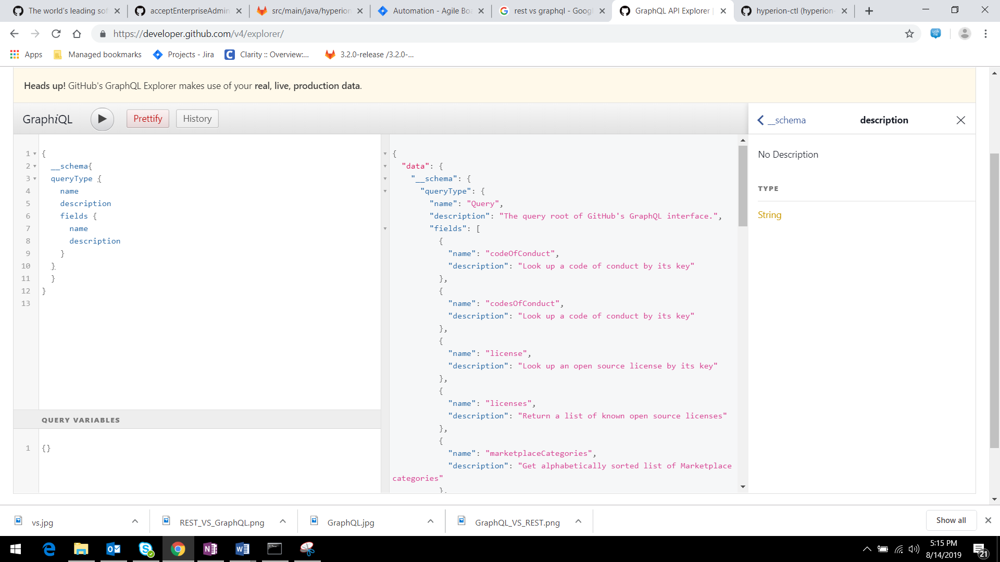 The world's leading sof
acceptEnterpriseAdmin
src/main/java/hyperion
Automation - Agile Boa
rest vs graphql - Googl
GraphQL API Explorer |
hyperion-ctl (hyperion-
https://developer.github.com/v4/explorer/
walk me
Apps
Managed bookmarks
Projects - Jira
C
Clarity :: Overview:...
3.2.0-release /3.2.0-...
Heads up! GitHub's GraphQL Explorer makes use of your real, live, production data.
GraphiQL
Prettify
History
__schema
description
No Description
TYPE
String
1 {
2 __schema{
3 queryType {
4 name
5 description
6 fields {
7 name
8 description
9 }
10 }
11 }
12 }
13
QUERY VARIABLES
1 {}
{
"data": {
"__schema": {
"queryType": {
"name": "Query",
"description": "The query root of GitHub's GraphQL interface.",
"fields": [
{
"name": "codeOfConduct",
"description": "Look up a code of conduct by its key"
},
{
"name": "codesOfConduct",
"description": "Look up a code of conduct by its key"
},
{
"name": "license",
"description": "Look up an open source license by its key"
},
{
"name": "licenses",
"description": "Return a list of known open source licenses"
},
{
"name": "marketplaceCategories",
"description": "Get alphabetically sorted list of Marketplace
categories"
},
vs.jpg
REST_VS_GraphQL.png
GraphQL.jpg
GraphQL_VS_REST.png
Show all
5:15 PM
8/14/2019
21